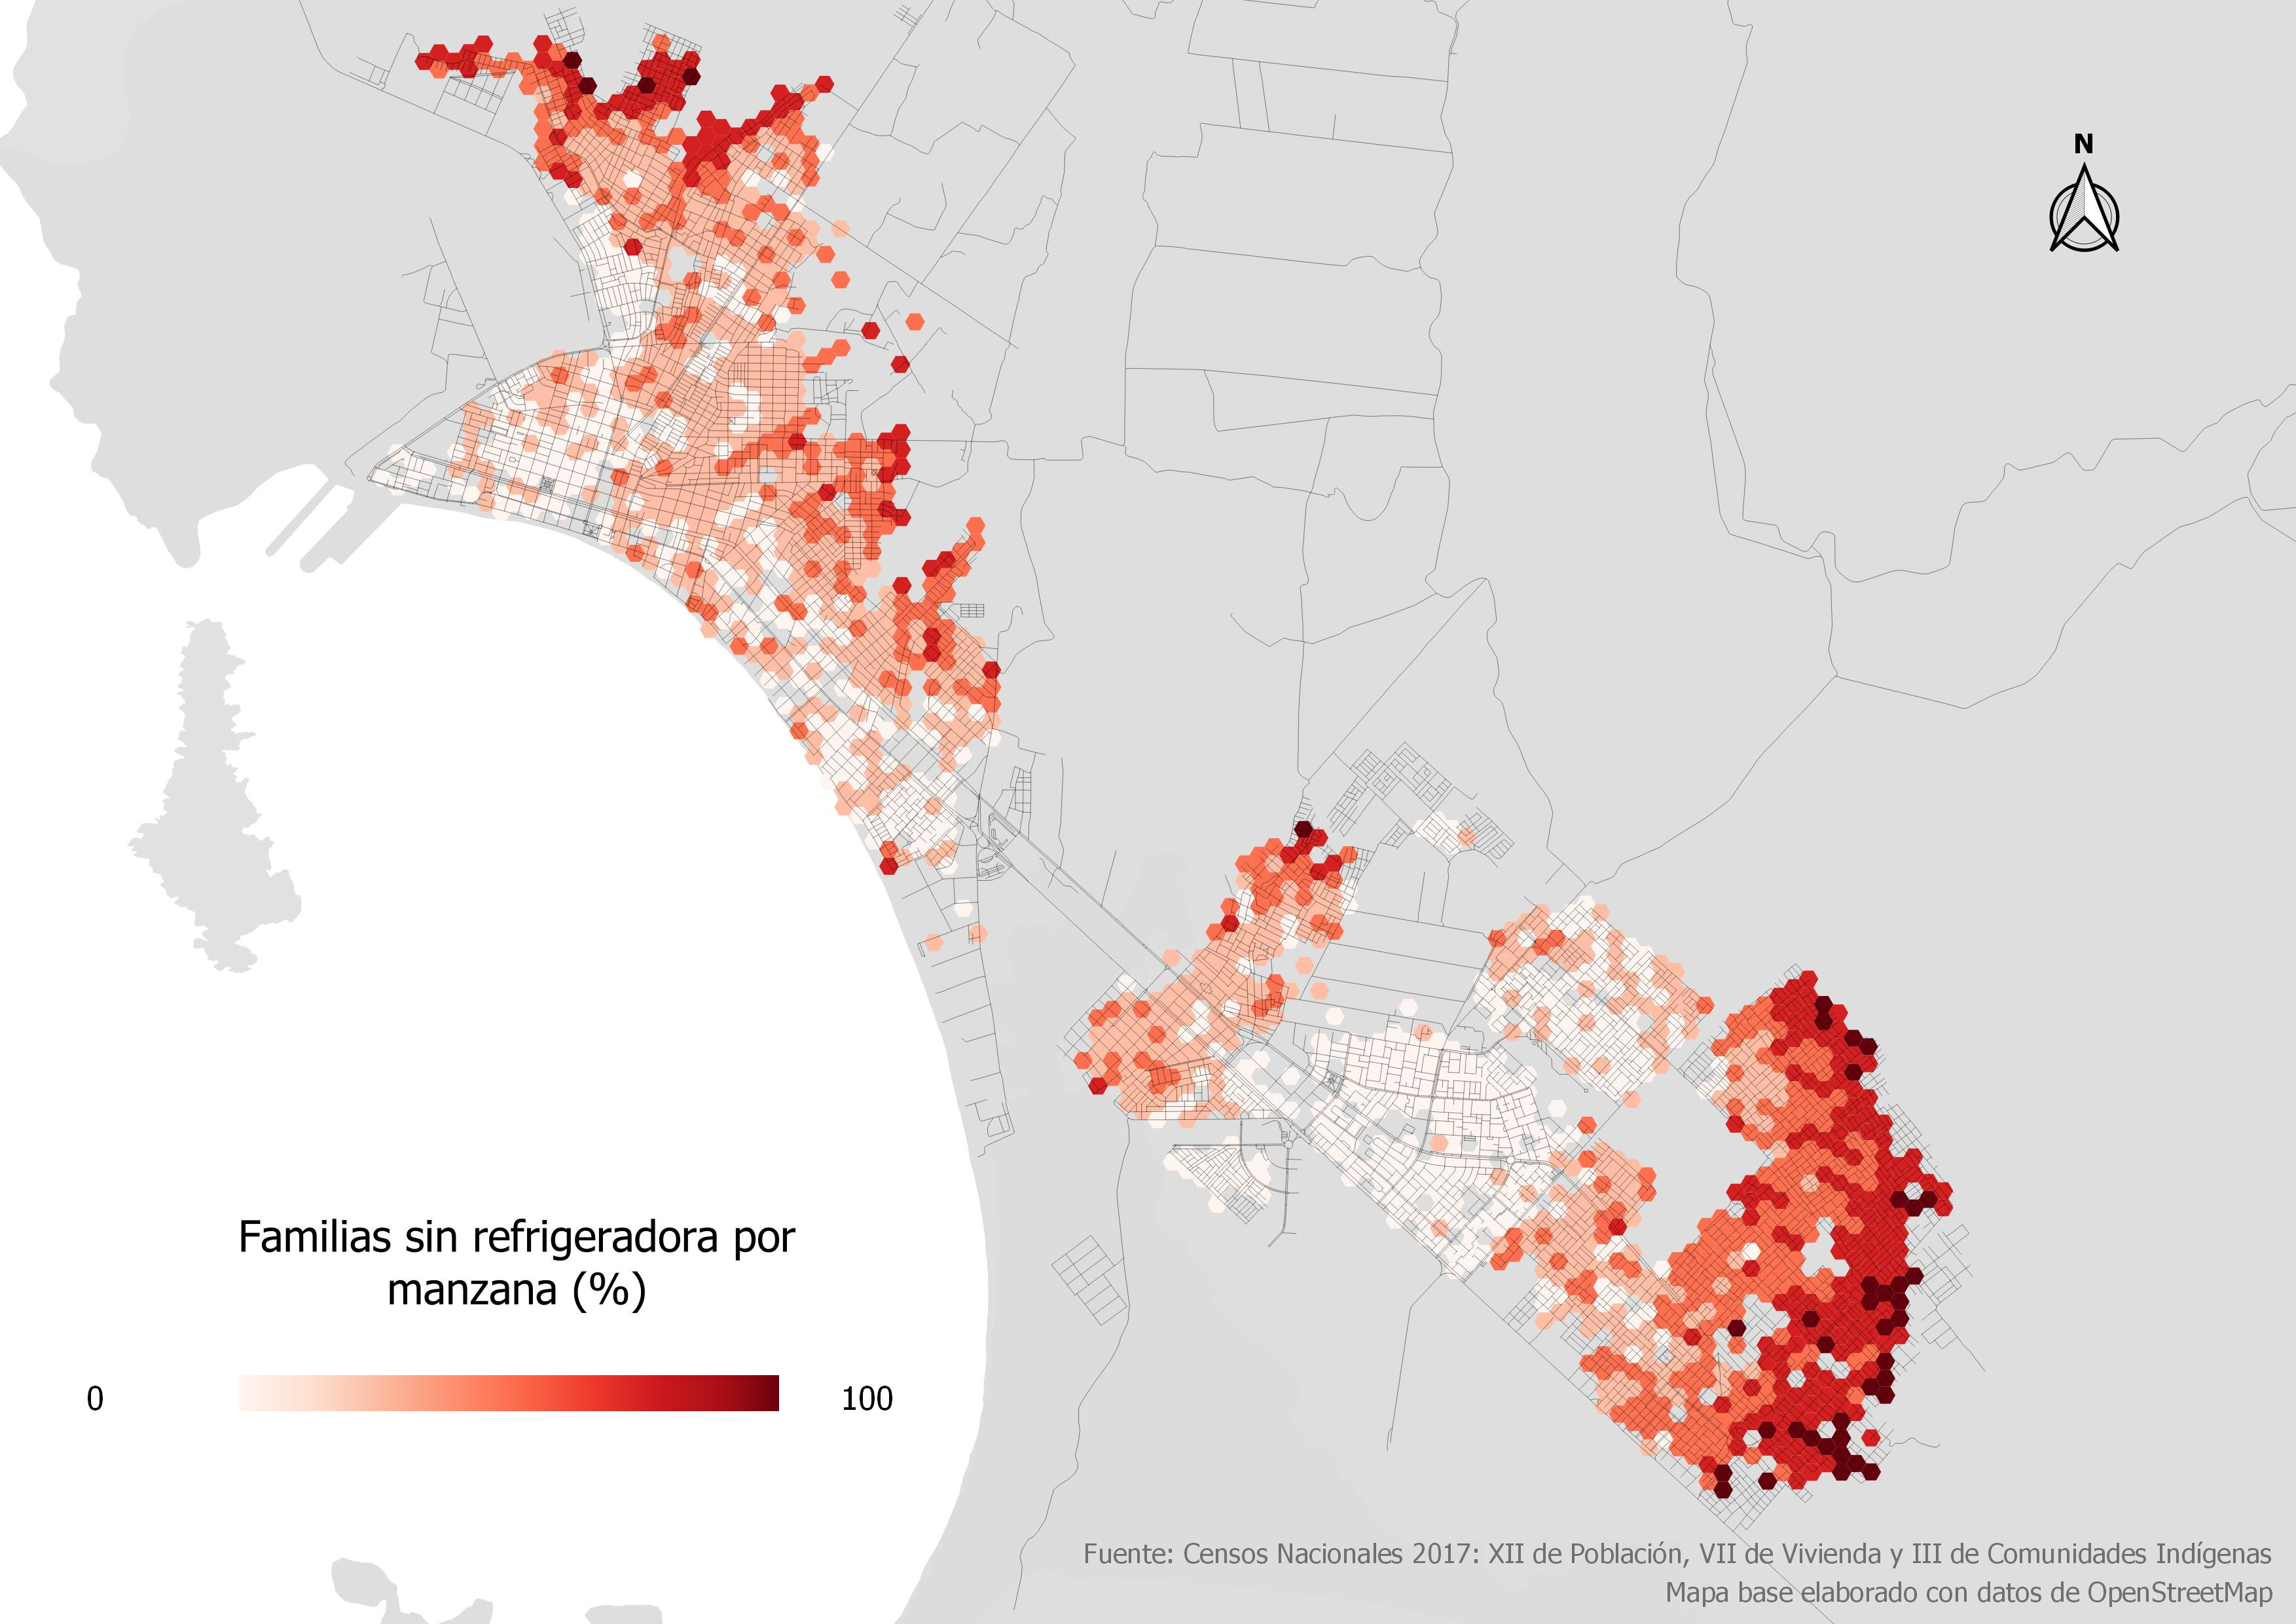 N
Familias sin refrigeradora por
manzana (%)
0
100
Fuente: Censos Nacionales 2017: XII de Población, VII de Vivienda y III de Comunidades Indígenas
Mapa base elaborado con datos de OpenStreetMap